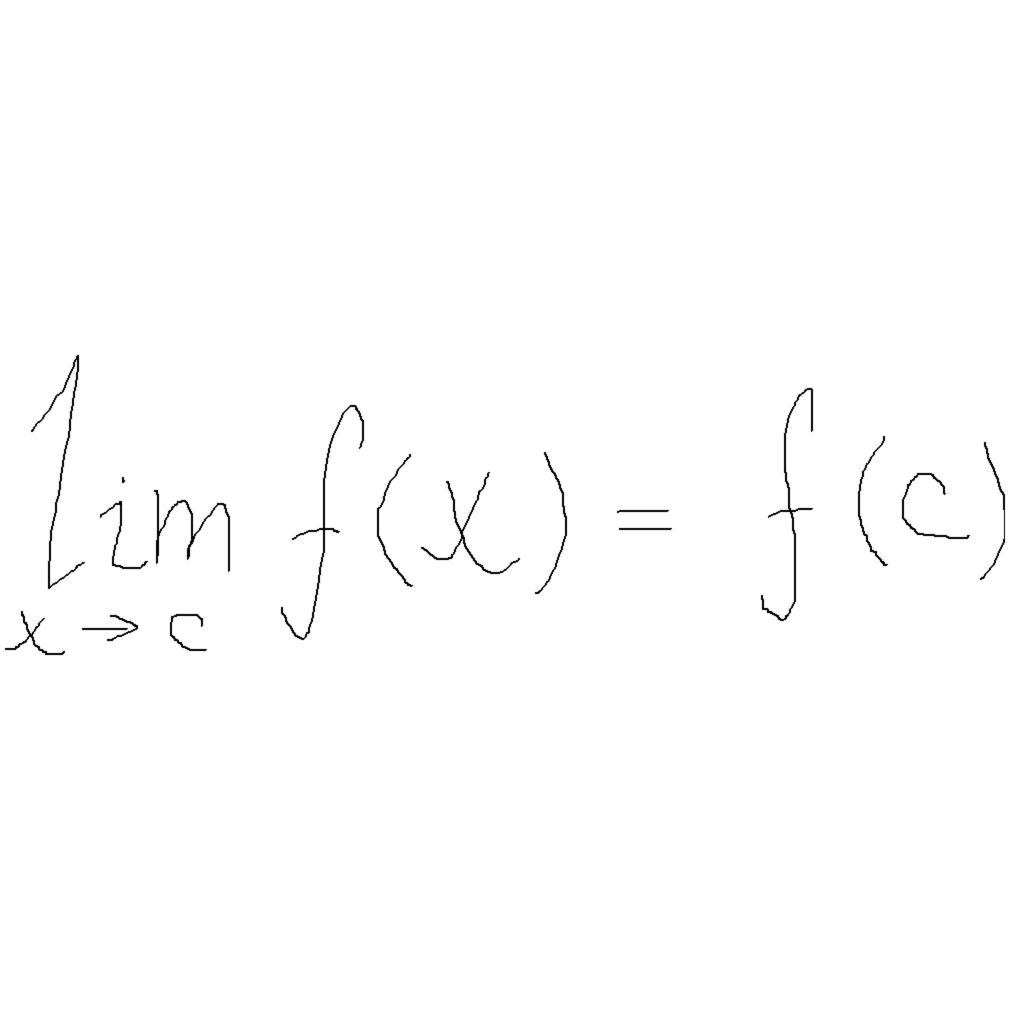 lim f(x) = f(c)
x → c